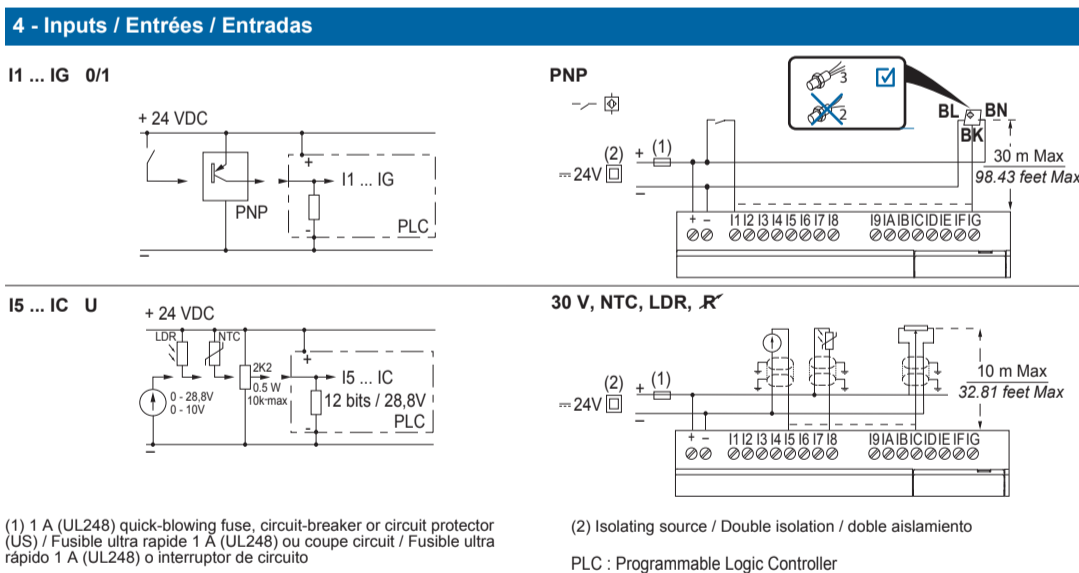 4 - Inputs / Entrées / Entradas
I1 ... IG 0/1
+ 24 VDC
PNP
+
I1 ... IG
-
PLC
–
PNP
3
2
BL
BN
BK
(2)
+
(1)
⎓ 24V
–
30 m Max
98.43 feet Max
+ – I1 I2 I3 I4 I5 I6 I7 I8 I9 IA IB IC ID IE IF IG
I5 ... IC U
+ 24 VDC
LDR
NTC
2K2
0.5 W
10k max
0 - 28,8V
0 - 10V
+
I5 ... IC
12 bits / 28,8V
-
PLC
–
30 V, NTC, LDR, R
(2)
+
(1)
⎓ 24V
–
10 m Max
32.81 feet Max
+ – I1 I2 I3 I4 I5 I6 I7 I8 I9 IA IB IC ID IE IF IG
(1) 1 A (UL248) quick-blowing fuse, circuit-breaker or circuit protector
(US) / Fusible ultra rapide 1 A (UL248) ou coupe circuit / Fusible ultra
rápido 1 A (UL248) o interruptor de circuito
(2) Isolating source / Double isolation / doble aislamiento
PLC : Programmable Logic Controller